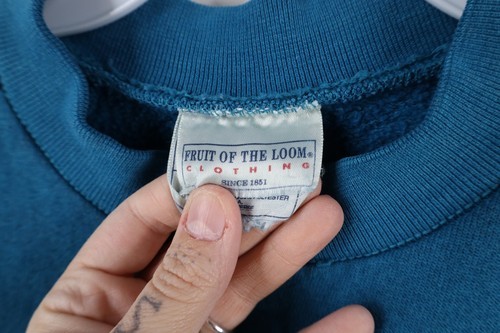 FRUIT OF THE LOOM®
CLOTHING
SINCE 1851